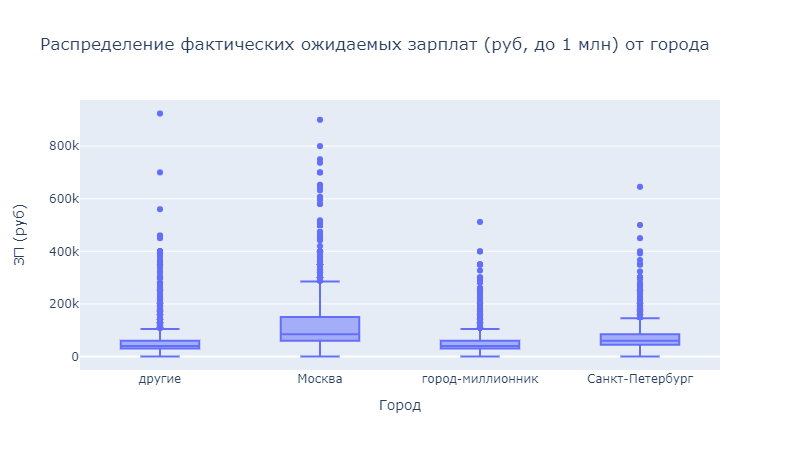 Распределение фактических ожидаемых зарплат (руб, до 1 млн) от города
ЗП (руб)
800k
600k
400k
200k
0
другие Москва город-миллионник Санкт-Петербург
Город